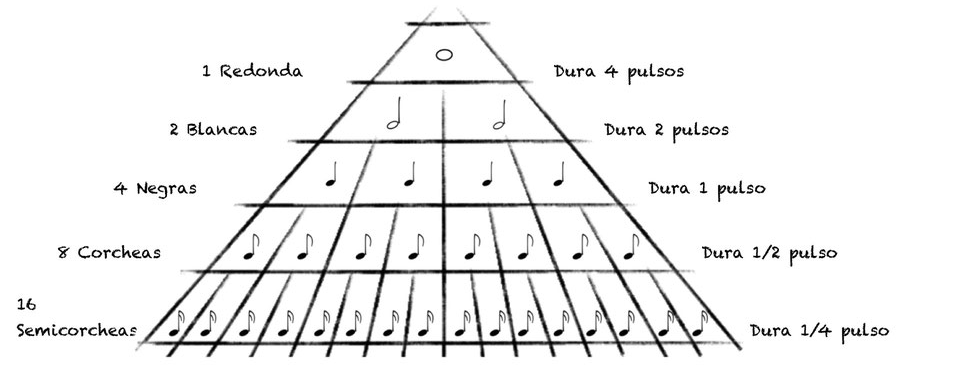 1 Redonda
Dura 4 pulsos
2 Blancas
Dura 2 pulsos
4 Negras
Dura 1 pulso
8 Corcheas
Dura 1/2 pulso
16
Semicorcheas
Dura 1/4 pulso